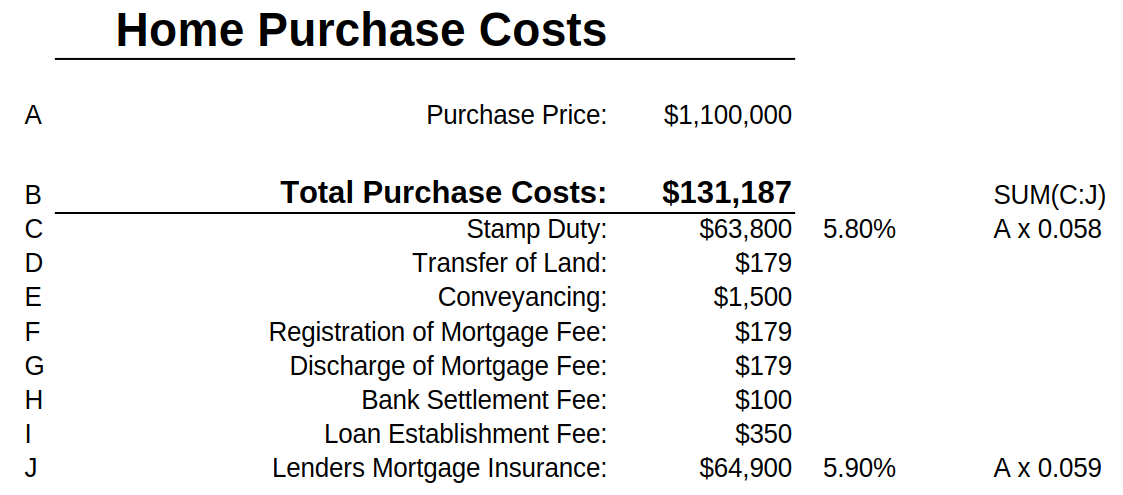 Home Purchase Costs
A Purchase Price: $1,100,000
B Total Purchase Costs: $131,187 SUM(C:J)
C Stamp Duty: $63,800 5.80% A x 0.058
D Transfer of Land: $179
E Conveyancing: $1,500
F Registration of Mortgage Fee: $179
G Discharge of Mortgage Fee: $179
H Bank Settlement Fee: $100
I Loan Establishment Fee: $350
J Lenders Mortgage Insurance: $64,900 5.90% A x 0.059